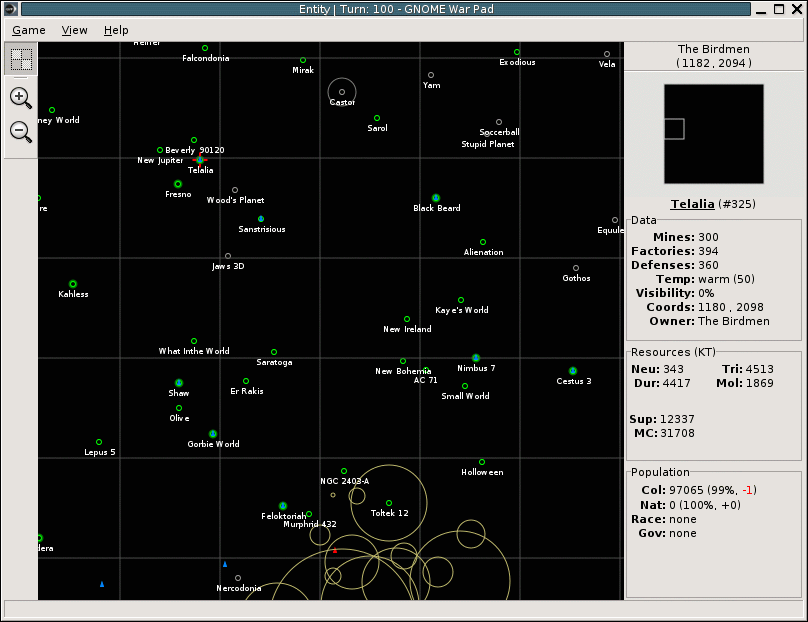 Entity | Turn: 100 - GNOME War Pad
Game View Help
Falcondonia
Mirak
Exodious
Vela
Yam
Castor
ney World
Sarol
Soccerball
Stupid Planet
Beverly 90120
New Jupiter
Telalia
Fresno
Wood's Planet
re
Black Beard
Sanstrisious
Equule
Alienation
Jaws 3D
Gothos
Kahless
Kaye's World
New Ireland
What Inthe World
Saratoga
New Bohemia
Nimbus 7
AC 71
Cestus 3
Shaw
Er Rakis
Small World
Olive
Gorbie World
Lepus 5
Holloween
NGC 2403-A
Toltek 12
Feloktoriah
Murphrid 432
dera
Nercodonia
The Birdmen
(1182, 2094)
Telalia (#325)
Data
Mines: 300
Factories: 394
Defenses: 360
Temp: warm (50)
Visibility: 0%
Coords: 1180 , 2098
Owner: The Birdmen
Resources (KT)
Neu: 343 Tri: 4513
Dur: 4417 Mol: 1869
Sup: 12337
MC: 31708
Population
Col: 97065 (99%, -1)
Nat: 0 (100%, +0)
Race: none
Gov: none